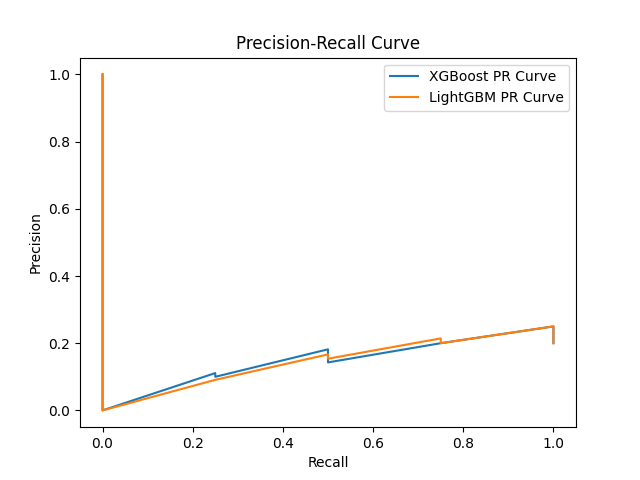 Precision-Recall Curve
XGBoost PR Curve
LightGBM PR Curve
Precision
1.0
0.8
0.6
0.4
0.2
0.0
0.0 0.2 0.4 0.6 0.8 1.0
Recall